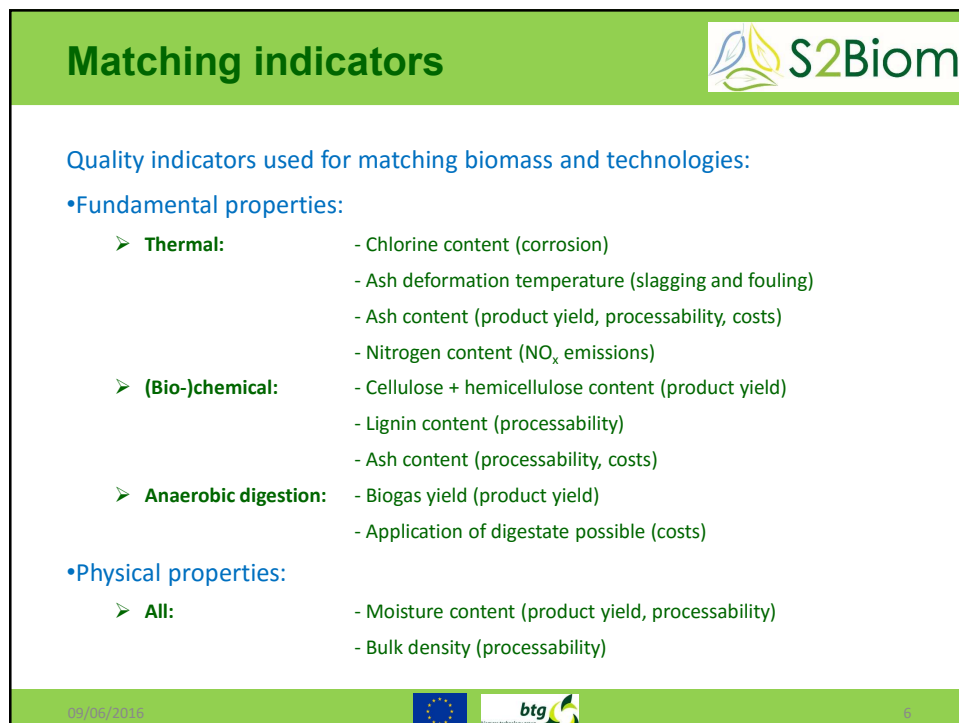 Matching indicators
S2Biom
Quality indicators used for matching biomass and technologies:
•Fundamental properties:
➢ Thermal: - Chlorine content (corrosion)
- Ash deformation temperature (slagging and fouling)
- Ash content (product yield, processability, costs)
- Nitrogen content (NOₓ emissions)
➢ (Bio-)chemical: - Cellulose + hemicellulose content (product yield)
- Lignin content (processability)
- Ash content (processability, costs)
➢ Anaerobic digestion: - Biogas yield (product yield)
- Application of digestate possible (costs)
•Physical properties:
➢ All: - Moisture content (product yield, processability)
- Bulk density (processability)
09/06/2016 btg 6